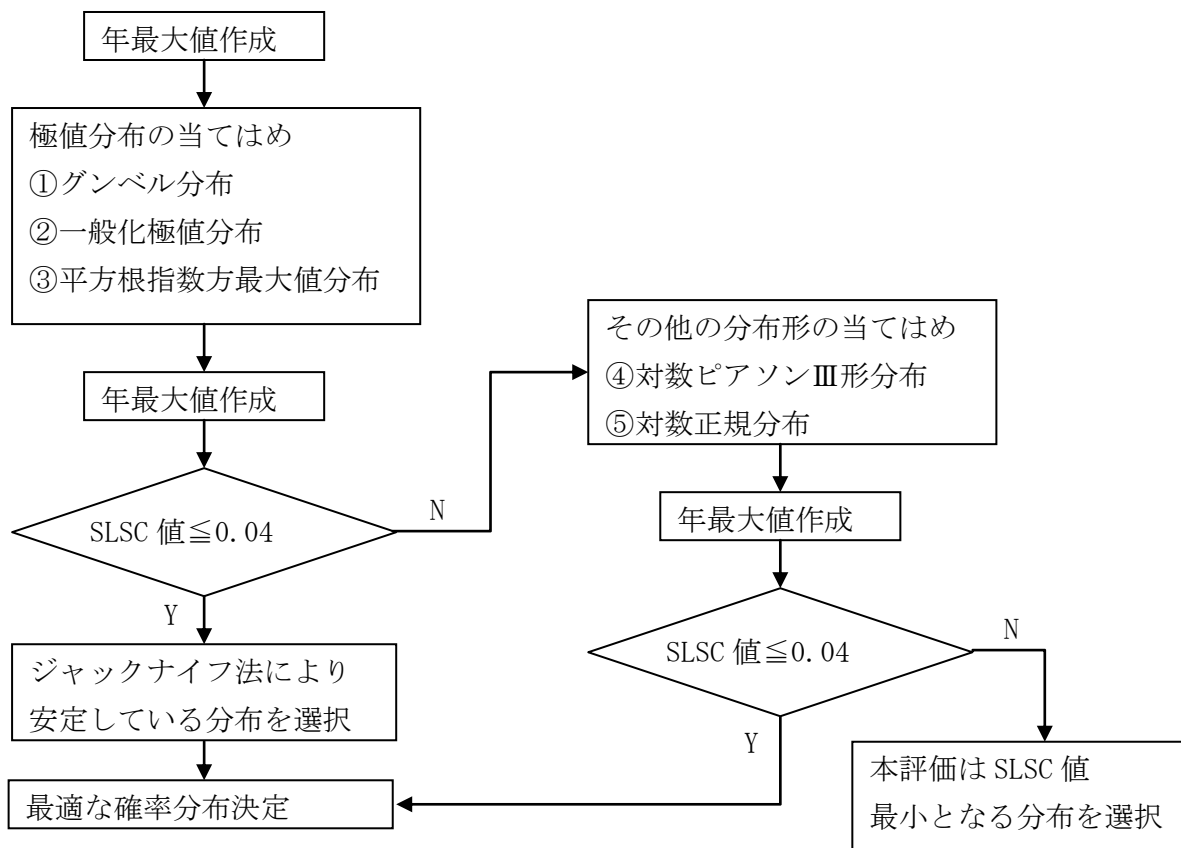 年最大値作成
極値分布の当てはめ
①グンベル分布
②一般化極値分布
③平方根指数方最大値分布
年最大値作成
SLSC 値≦0.04
N
Y
ジャックナイフ法により
安定している分布を選択
最適な確率分布決定
その他の分布形の当てはめ
④対数ピアソンⅢ形分布
⑤対数正規分布
年最大値作成
SLSC 値≦0.04
N
Y
本評価は SLSC 値
最小となる分布を選択